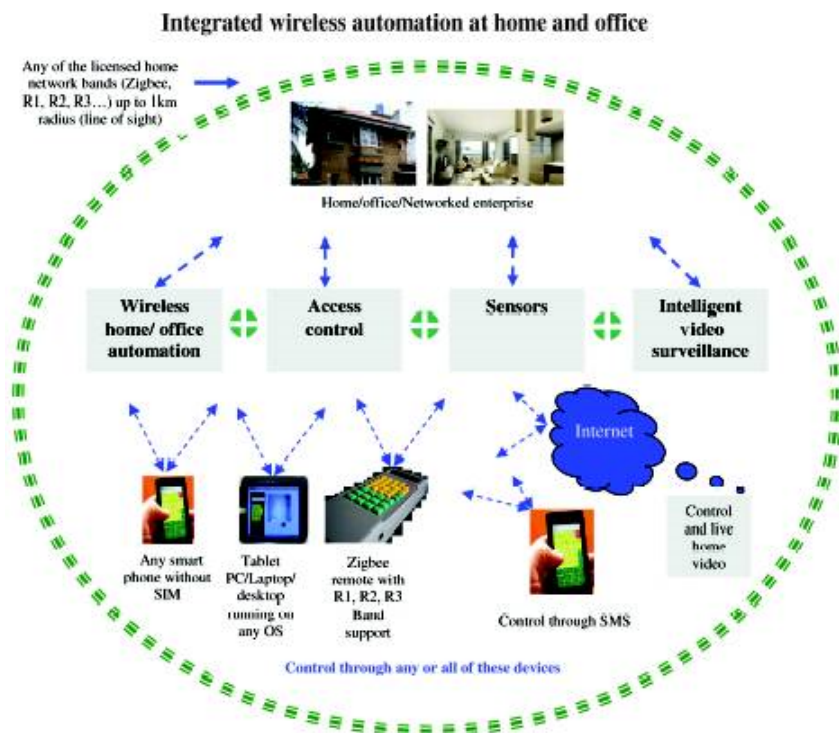 Integrated wireless automation at home and office
Any of the licensed home
network bands (Zigbee,
R1, R2, R3...) up to 1km
radius (line of sight)
Home/office/Networked enterprise
Wireless
home/ office
automation
Access
control
Sensors
Intelligent
video
surveillance
Internet
Control
and live
home
video
Any smart
phone without
SIM
Tablet
PC/Laptop/
desktop
running on
any OS
Zigbee
remote with
R1, R2, R3
Band
support
Control through SMS
Control through any or all of these devices